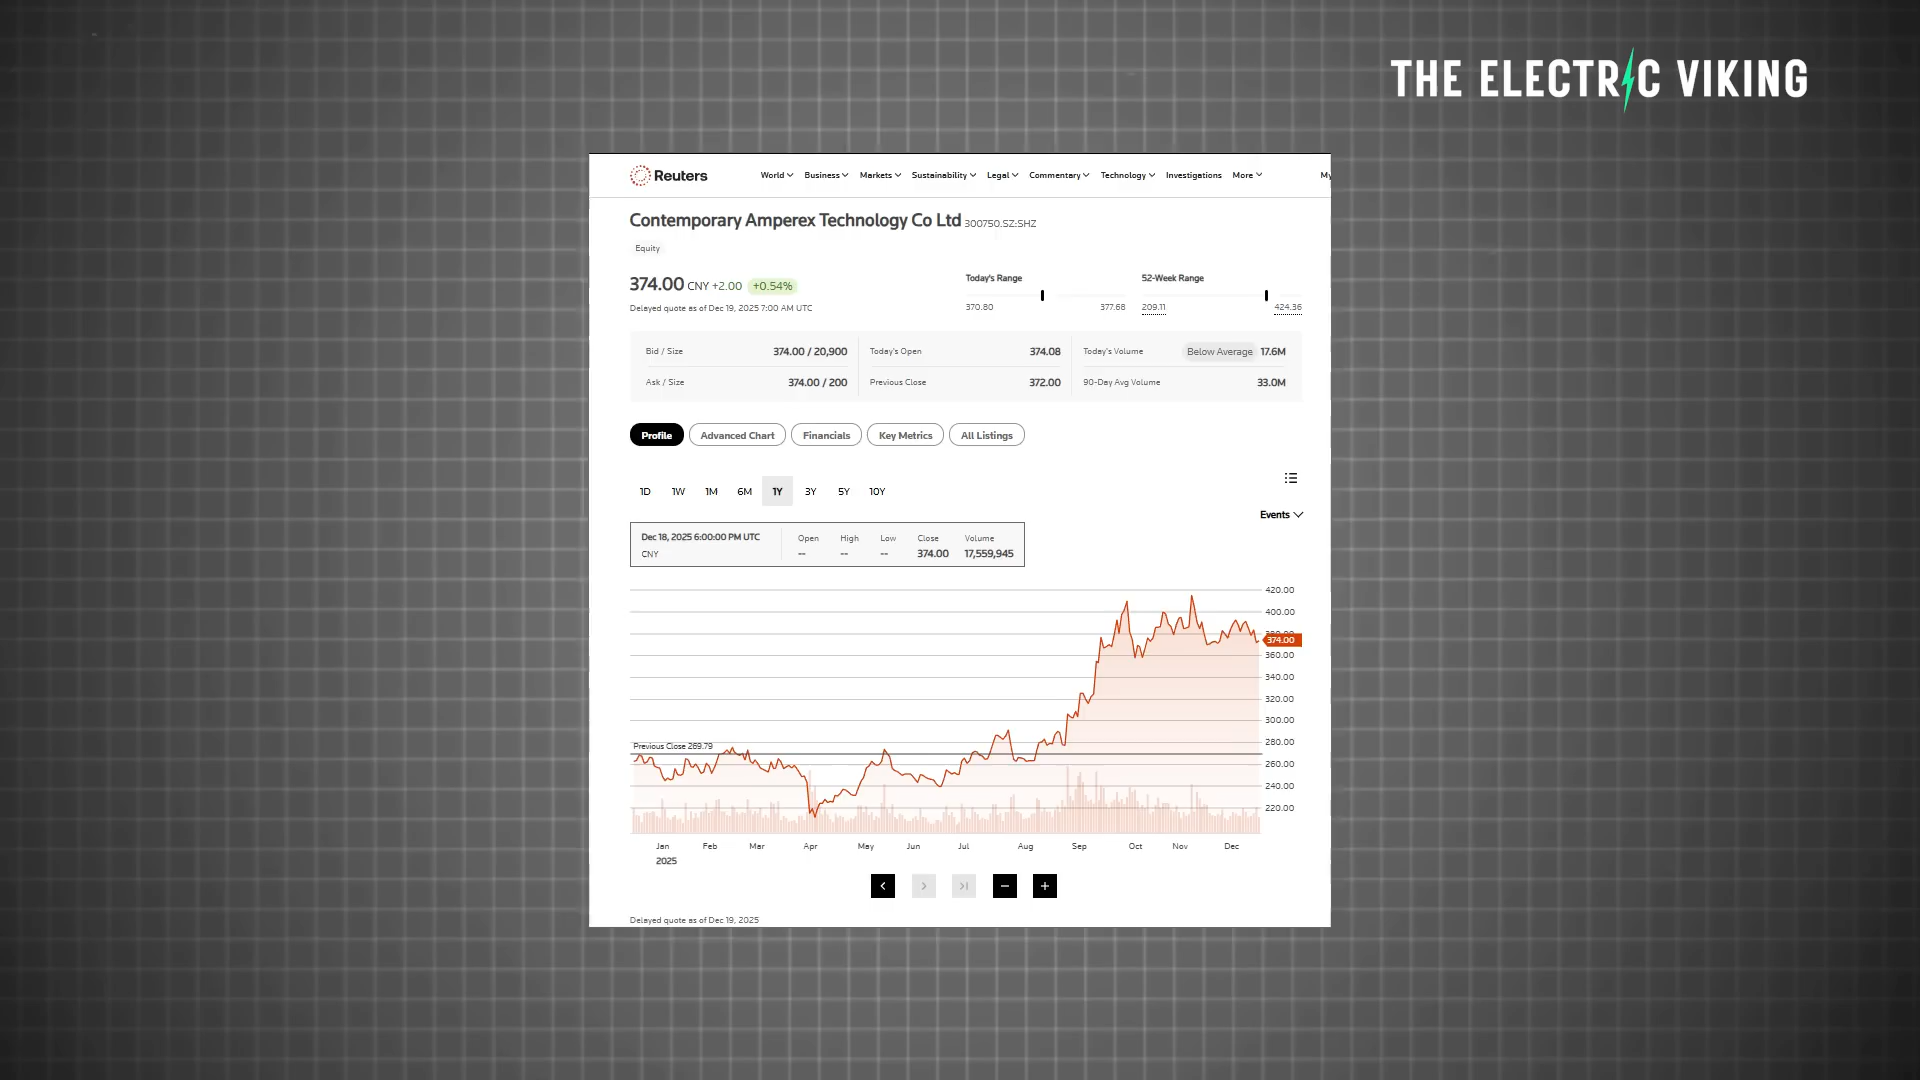 THE ELECTRIC VIKING
Reuters
World Business Markets Sustainability Legal Commentary Technology Investigations More My
Contemporary Amperex Technology Co Ltd 300750.SZ:SHZ
Equity
374.00 CNY +2.00 +0.54%
Delayed quote as of Dec 19, 2025 7:00 AM UTC
Today's Range
370.80 377.68
52-Week Range
209.11 424.36
Bid / Size 374.00 / 20,900
Ask / Size 374.00 / 200
Today's Open 374.08
Previous Close 372.00
Today's Volume Below Average 17.6M
90-Day Avg Volume 33.0M
Profile Advanced Chart Financials Key Metrics All Listings
1D 1W 1M 6M 1Y 3Y 5Y 10Y
Events
Dec 18, 2025 6:00:00 PM UTC Open High Low Close Volume
CNY -- -- -- 374.00 17,559,945
420.00
400.00
374.00
360.00
340.00
320.00
300.00
280.00
260.00
240.00
220.00
Previous Close 269.79
Jan Feb Mar Apr May Jun Jul Aug Sep Oct Nov Dec
2025
Delayed quote as of Dec 19, 2025